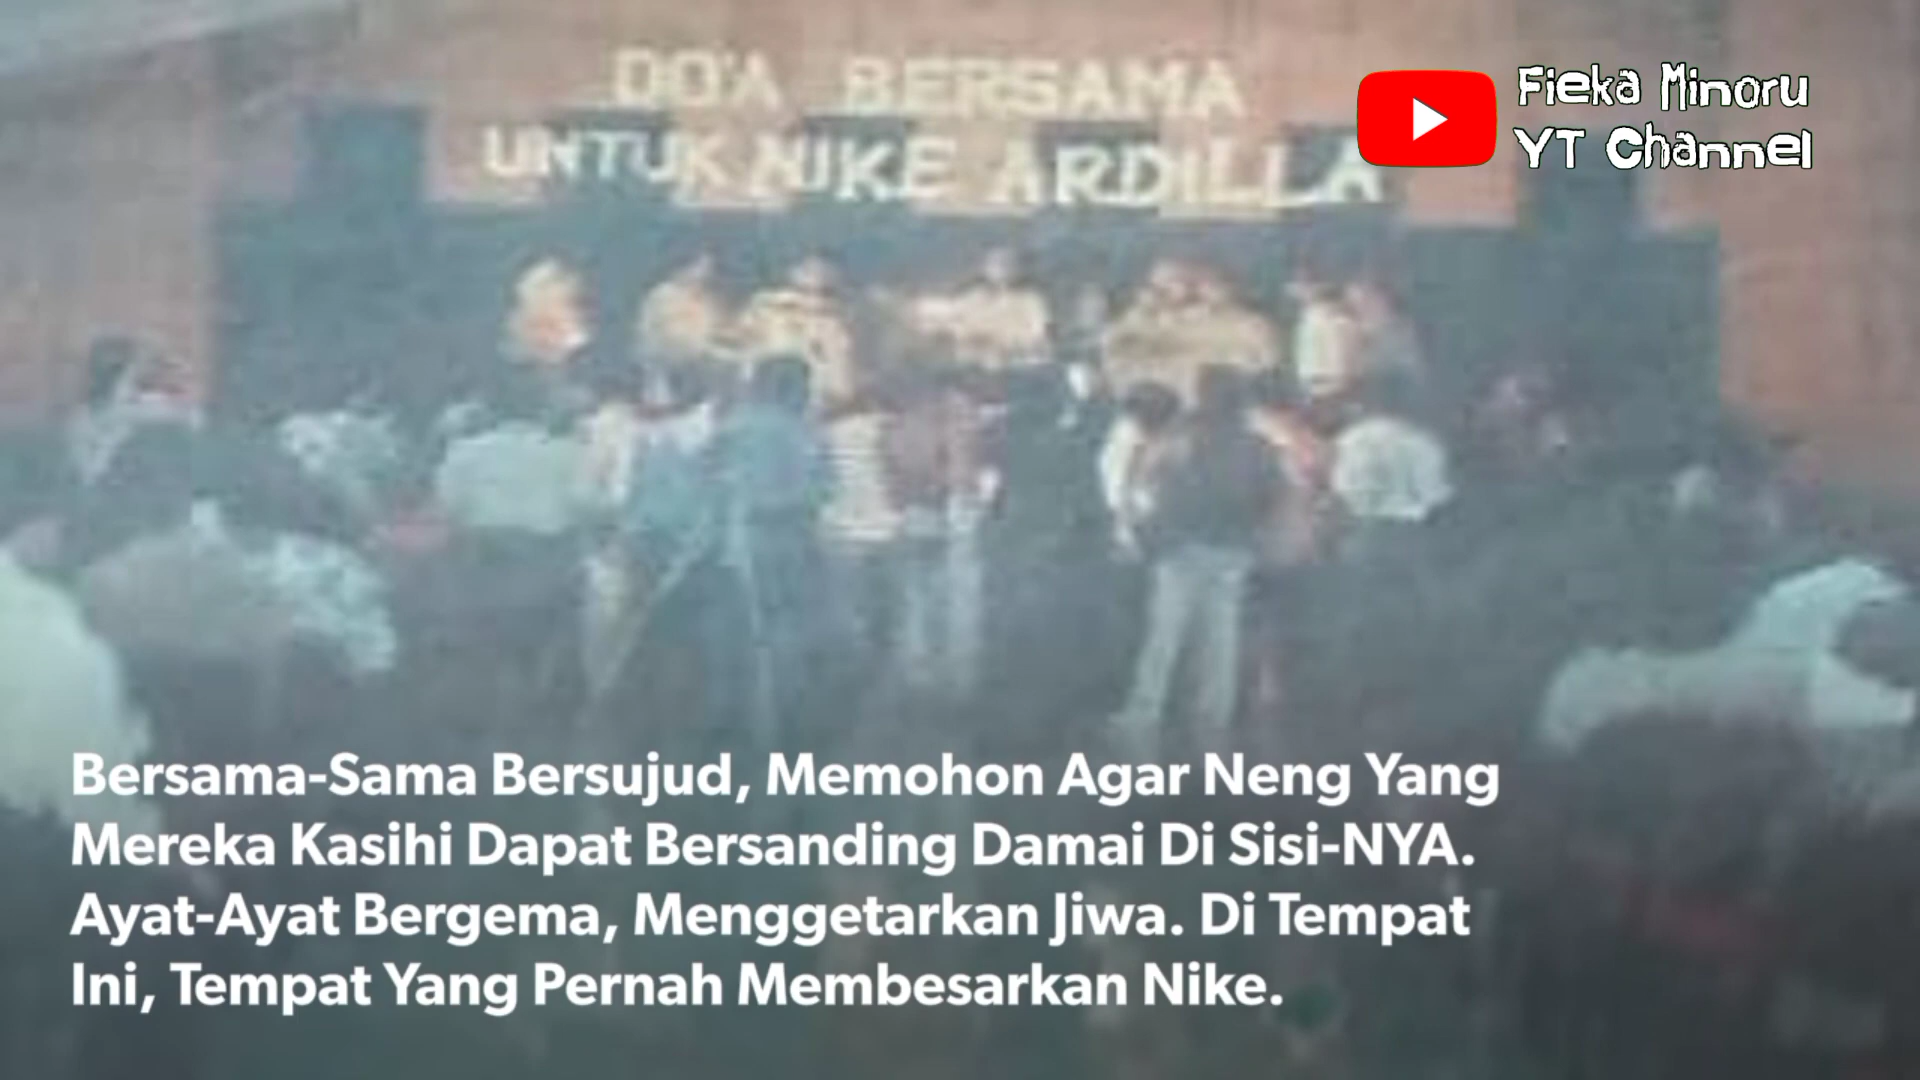 DO'A BERSAMA
UNTUK NIKE ARDILLA
Fieka Minoru
YT Channel
Bersama-Sama Bersujud, Memohon Agar Neng Yang
Mereka Kasihi Dapat Bersanding Damai Di Sisi-NYA.
Ayat-Ayat Bergema, Menggetarkan Jiwa. Di Tempat
Ini, Tempat Yang Pernah Membesarkan Nike.